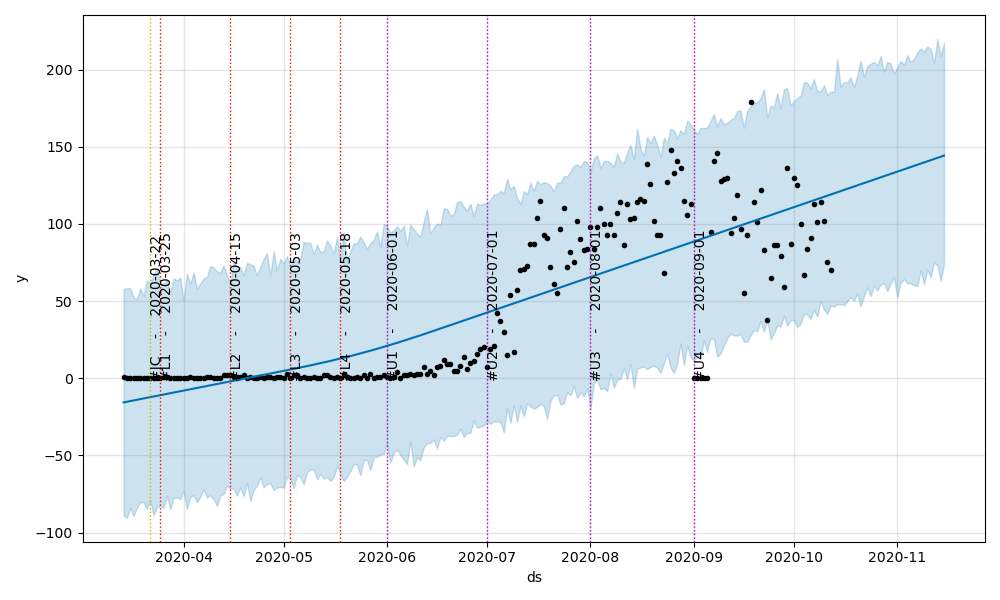 y
200
150
100
50
0
−50
−100
#JC - 2020-03-22
#L1 - 2020-03-25
#L2 - 2020-04-15
#L3 - 2020-05-03
#L4 - 2020-05-18
#U1 - 2020-06-01
#U2 - 2020-07-01
#U3 - 2020-08-01
#U4 - 2020-09-01
2020-04 2020-05 2020-06 2020-07 2020-08 2020-09 2020-10 2020-11
ds